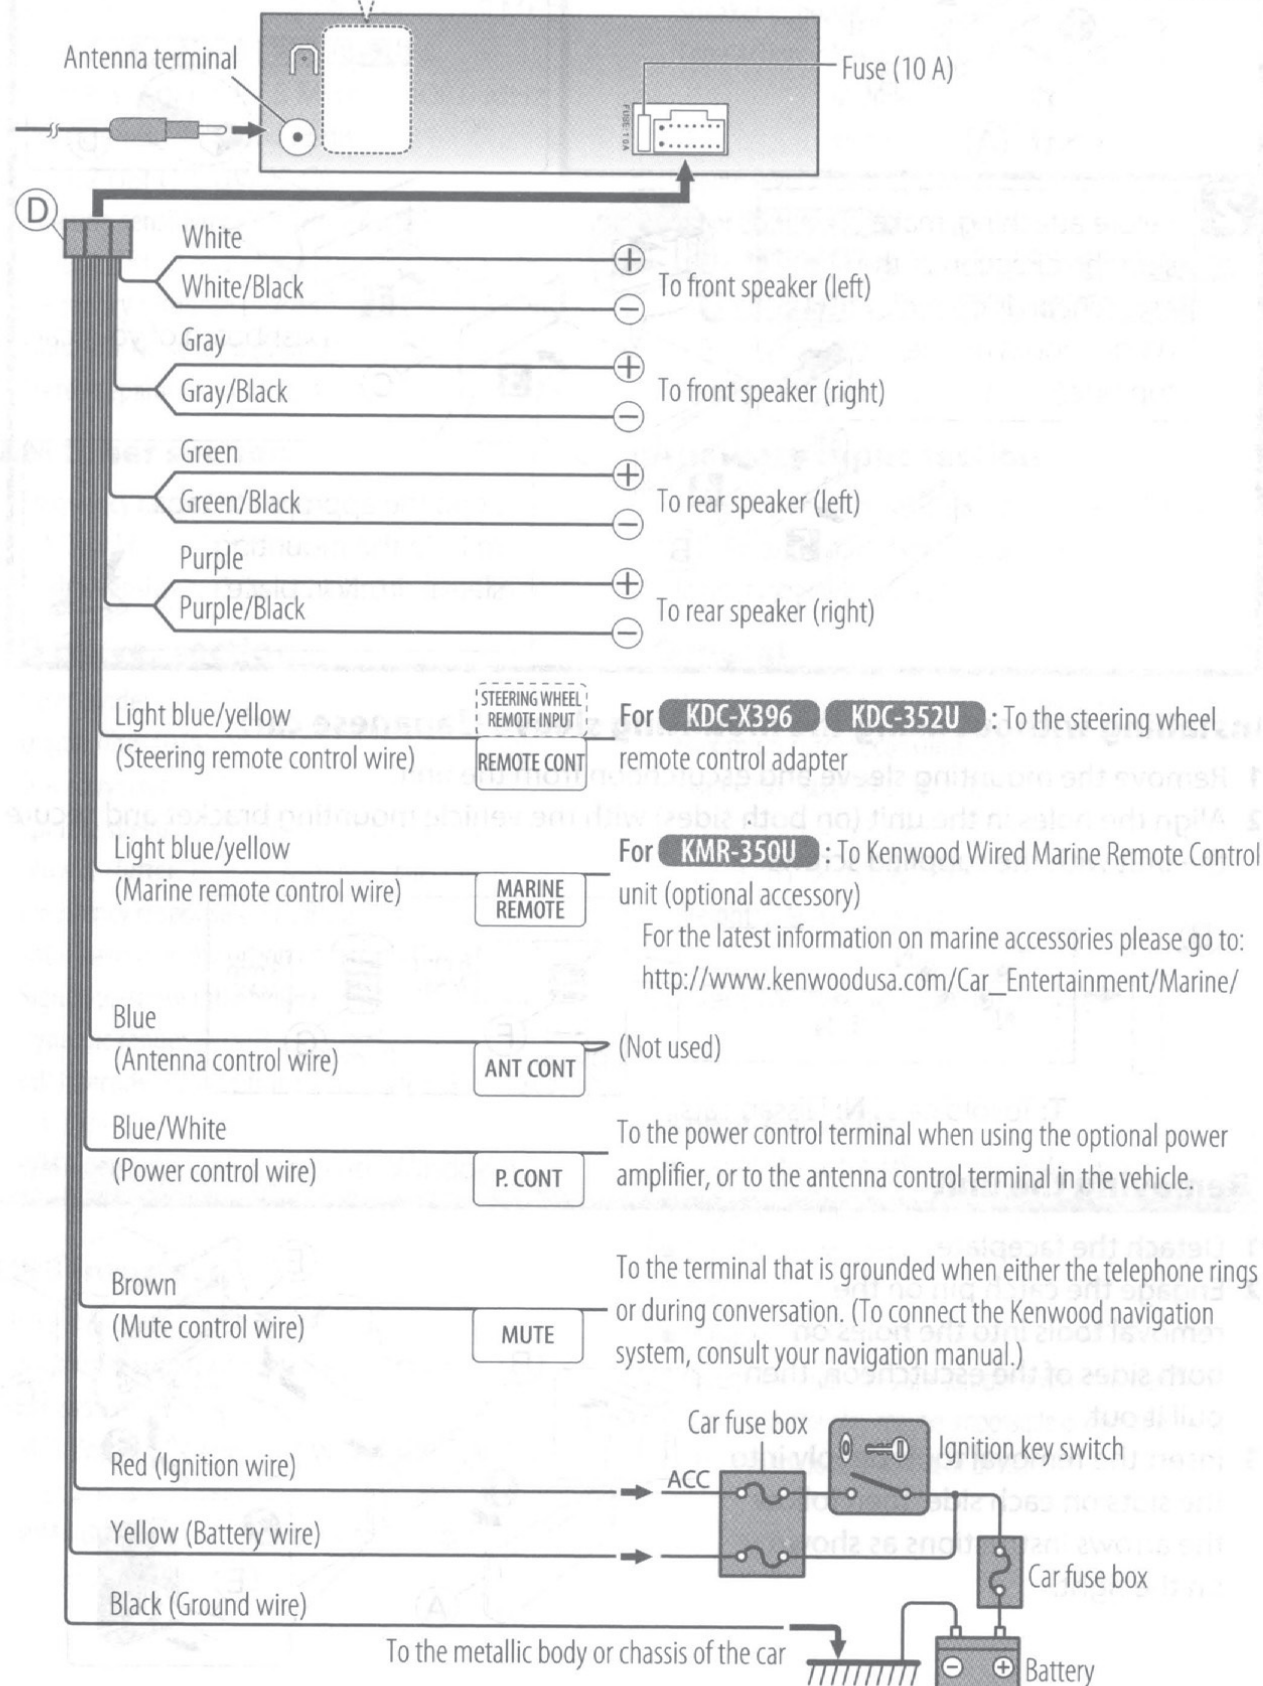 Antenna terminal
Fuse (10 A)
FUSE: 10A
D
White
White/Black
To front speaker (left)
Gray
Gray/Black
To front speaker (right)
Green
Green/Black
To rear speaker (left)
Purple
Purple/Black
To rear speaker (right)
Light blue/yellow
(Steering remote control wire)
STEERING WHEEL
REMOTE INPUT
REMOTE CONT
For KDC-X396 KDC-352U : To the steering wheel
remote control adapter
Light blue/yellow
(Marine remote control wire)
MARINE
REMOTE
For KMR-350U : To Kenwood Wired Marine Remote Control
unit (optional accessory)
For the latest information on marine accessories please go to:
http://www.kenwoodusa.com/Car_Entertainment/Marine/
Blue
(Antenna control wire)
ANT CONT
(Not used)
Blue/White
(Power control wire)
P. CONT
To the power control terminal when using the optional power
amplifier, or to the antenna control terminal in the vehicle.
Brown
(Mute control wire)
MUTE
To the terminal that is grounded when either the telephone rings
or during conversation. (To connect the Kenwood navigation
system, consult your navigation manual.)
Car fuse box
Ignition key switch
Red (Ignition wire)
ACC
Yellow (Battery wire)
Car fuse box
Black (Ground wire)
To the metallic body or chassis of the car
Battery